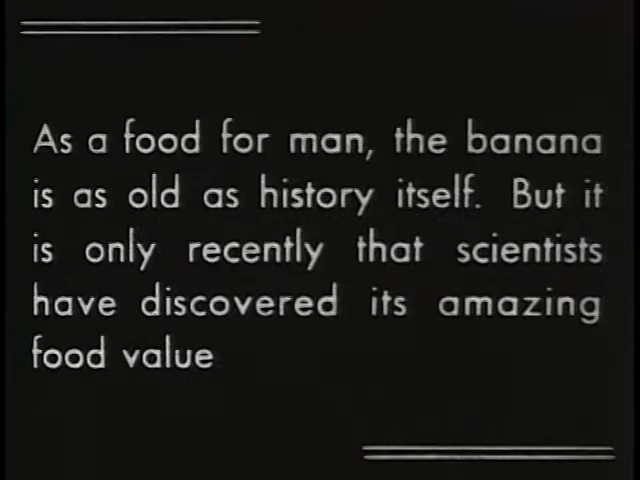 As a food for man, the banana
is as old as history itself. But it
is only recently that scientists
have discovered its amazing
food value